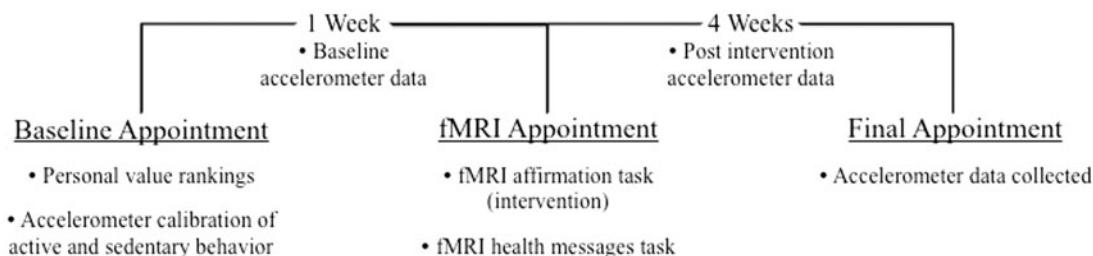 1 Week
• Baseline
accelerometer data
4 Weeks
• Post intervention
accelerometer data
Baseline Appointment
• Personal value rankings
• Accelerometer calibration of
active and sedentary behavior
fMRI Appointment
• fMRI affirmation task
(intervention)
• fMRI health messages task
Final Appointment
• Accelerometer data collected